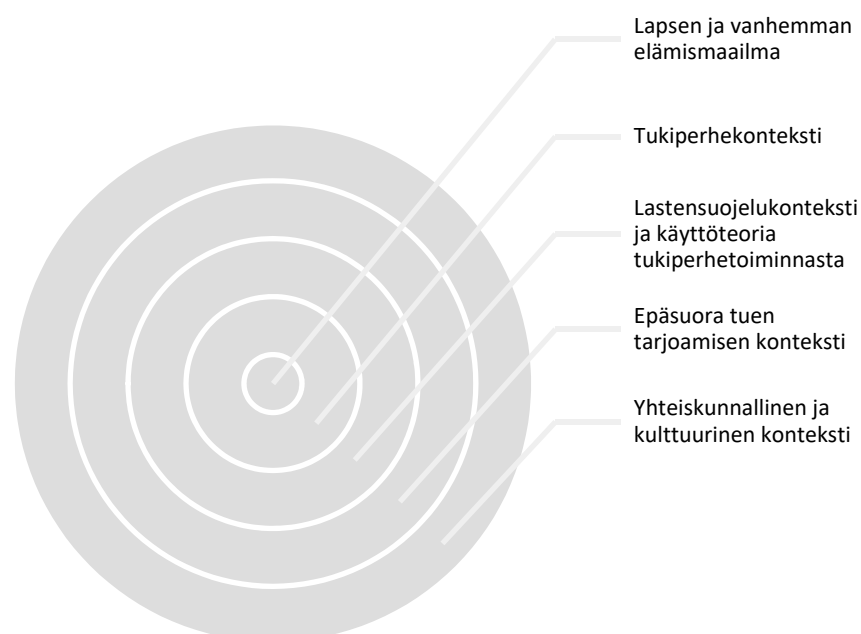 Lapsen ja vanhemman
elämismaailma
Tukiperhekonteksti
Lastensuojelukonteksti
ja käyttöteoria
tukiperhetoiminnasta
Epäsuora tuen
tarjoamisen konteksti
Yhteiskunnallinen ja
kulttuurinen konteksti